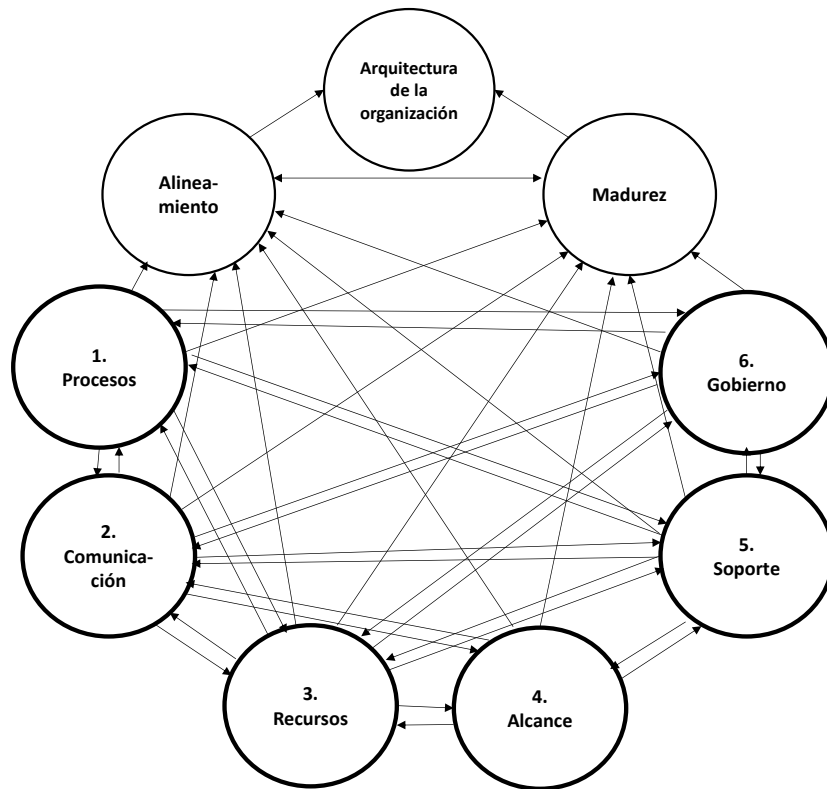 Arquitectura
de la
organización
Alinea-
miento
Madurez
1.
Procesos
6.
Gobierno
2.
Comunica-
ción
5.
Soporte
3.
Recursos
4.
Alcance